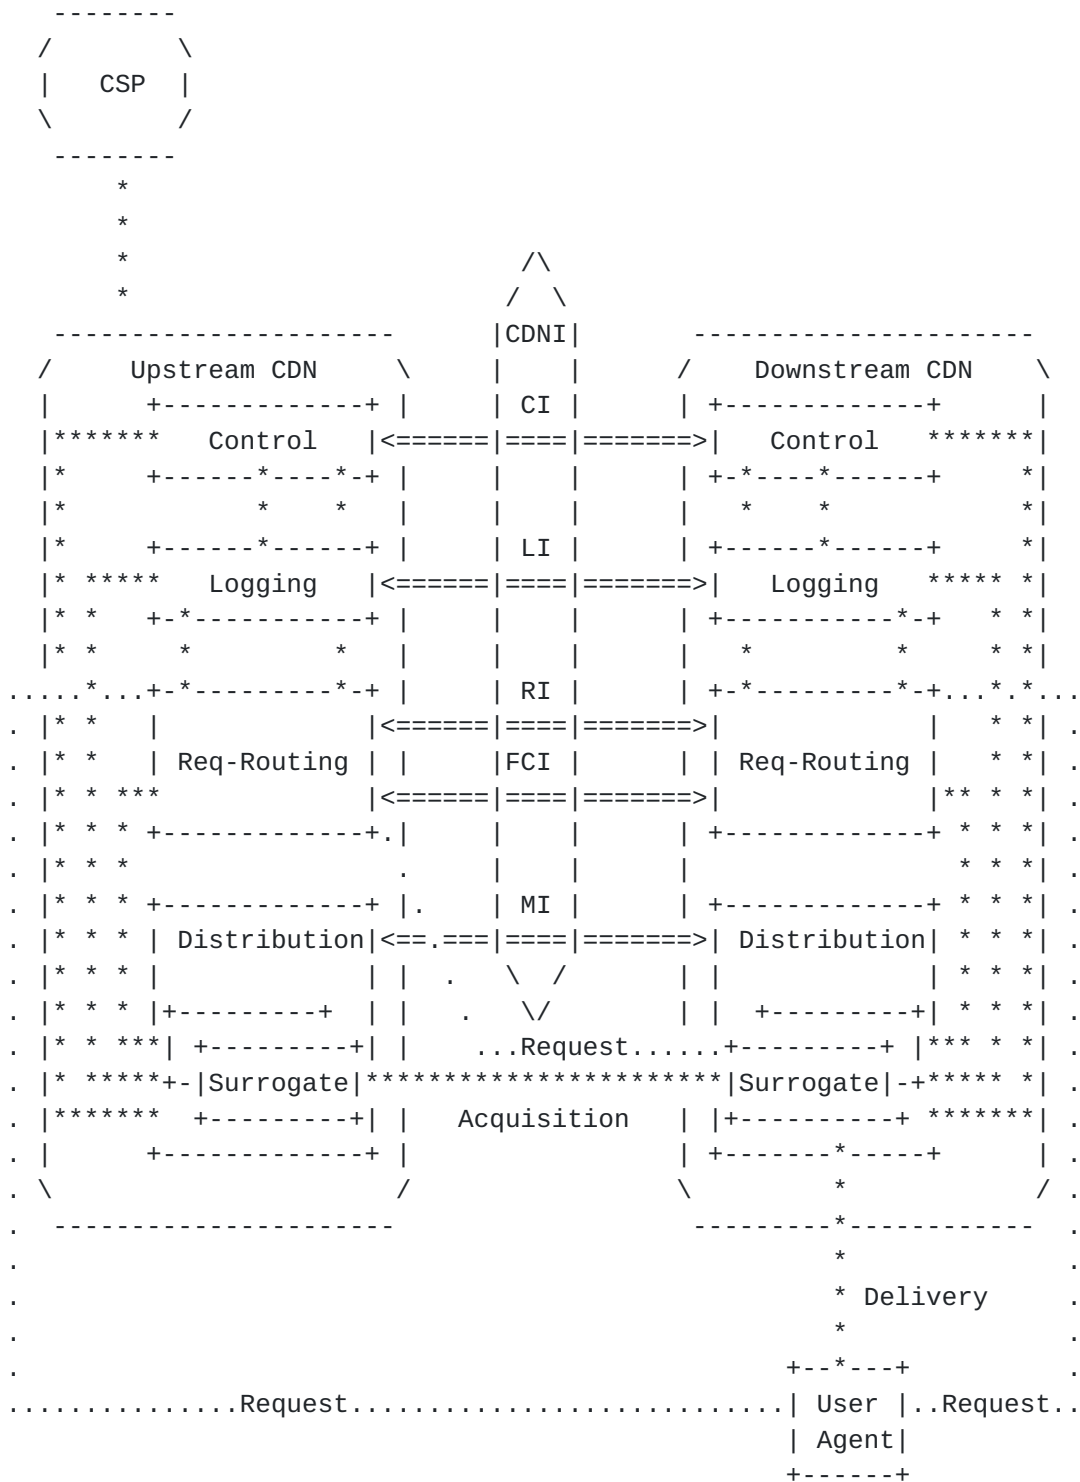 CSP
CDNI
Upstream CDN Downstream CDN
CI
Control Control
LI
Logging Logging
RI
Req-Routing FCI Req-Routing
MI
Distribution Distribution
Request
Surrogate Surrogate
Acquisition
Delivery
Request User Request
Agent